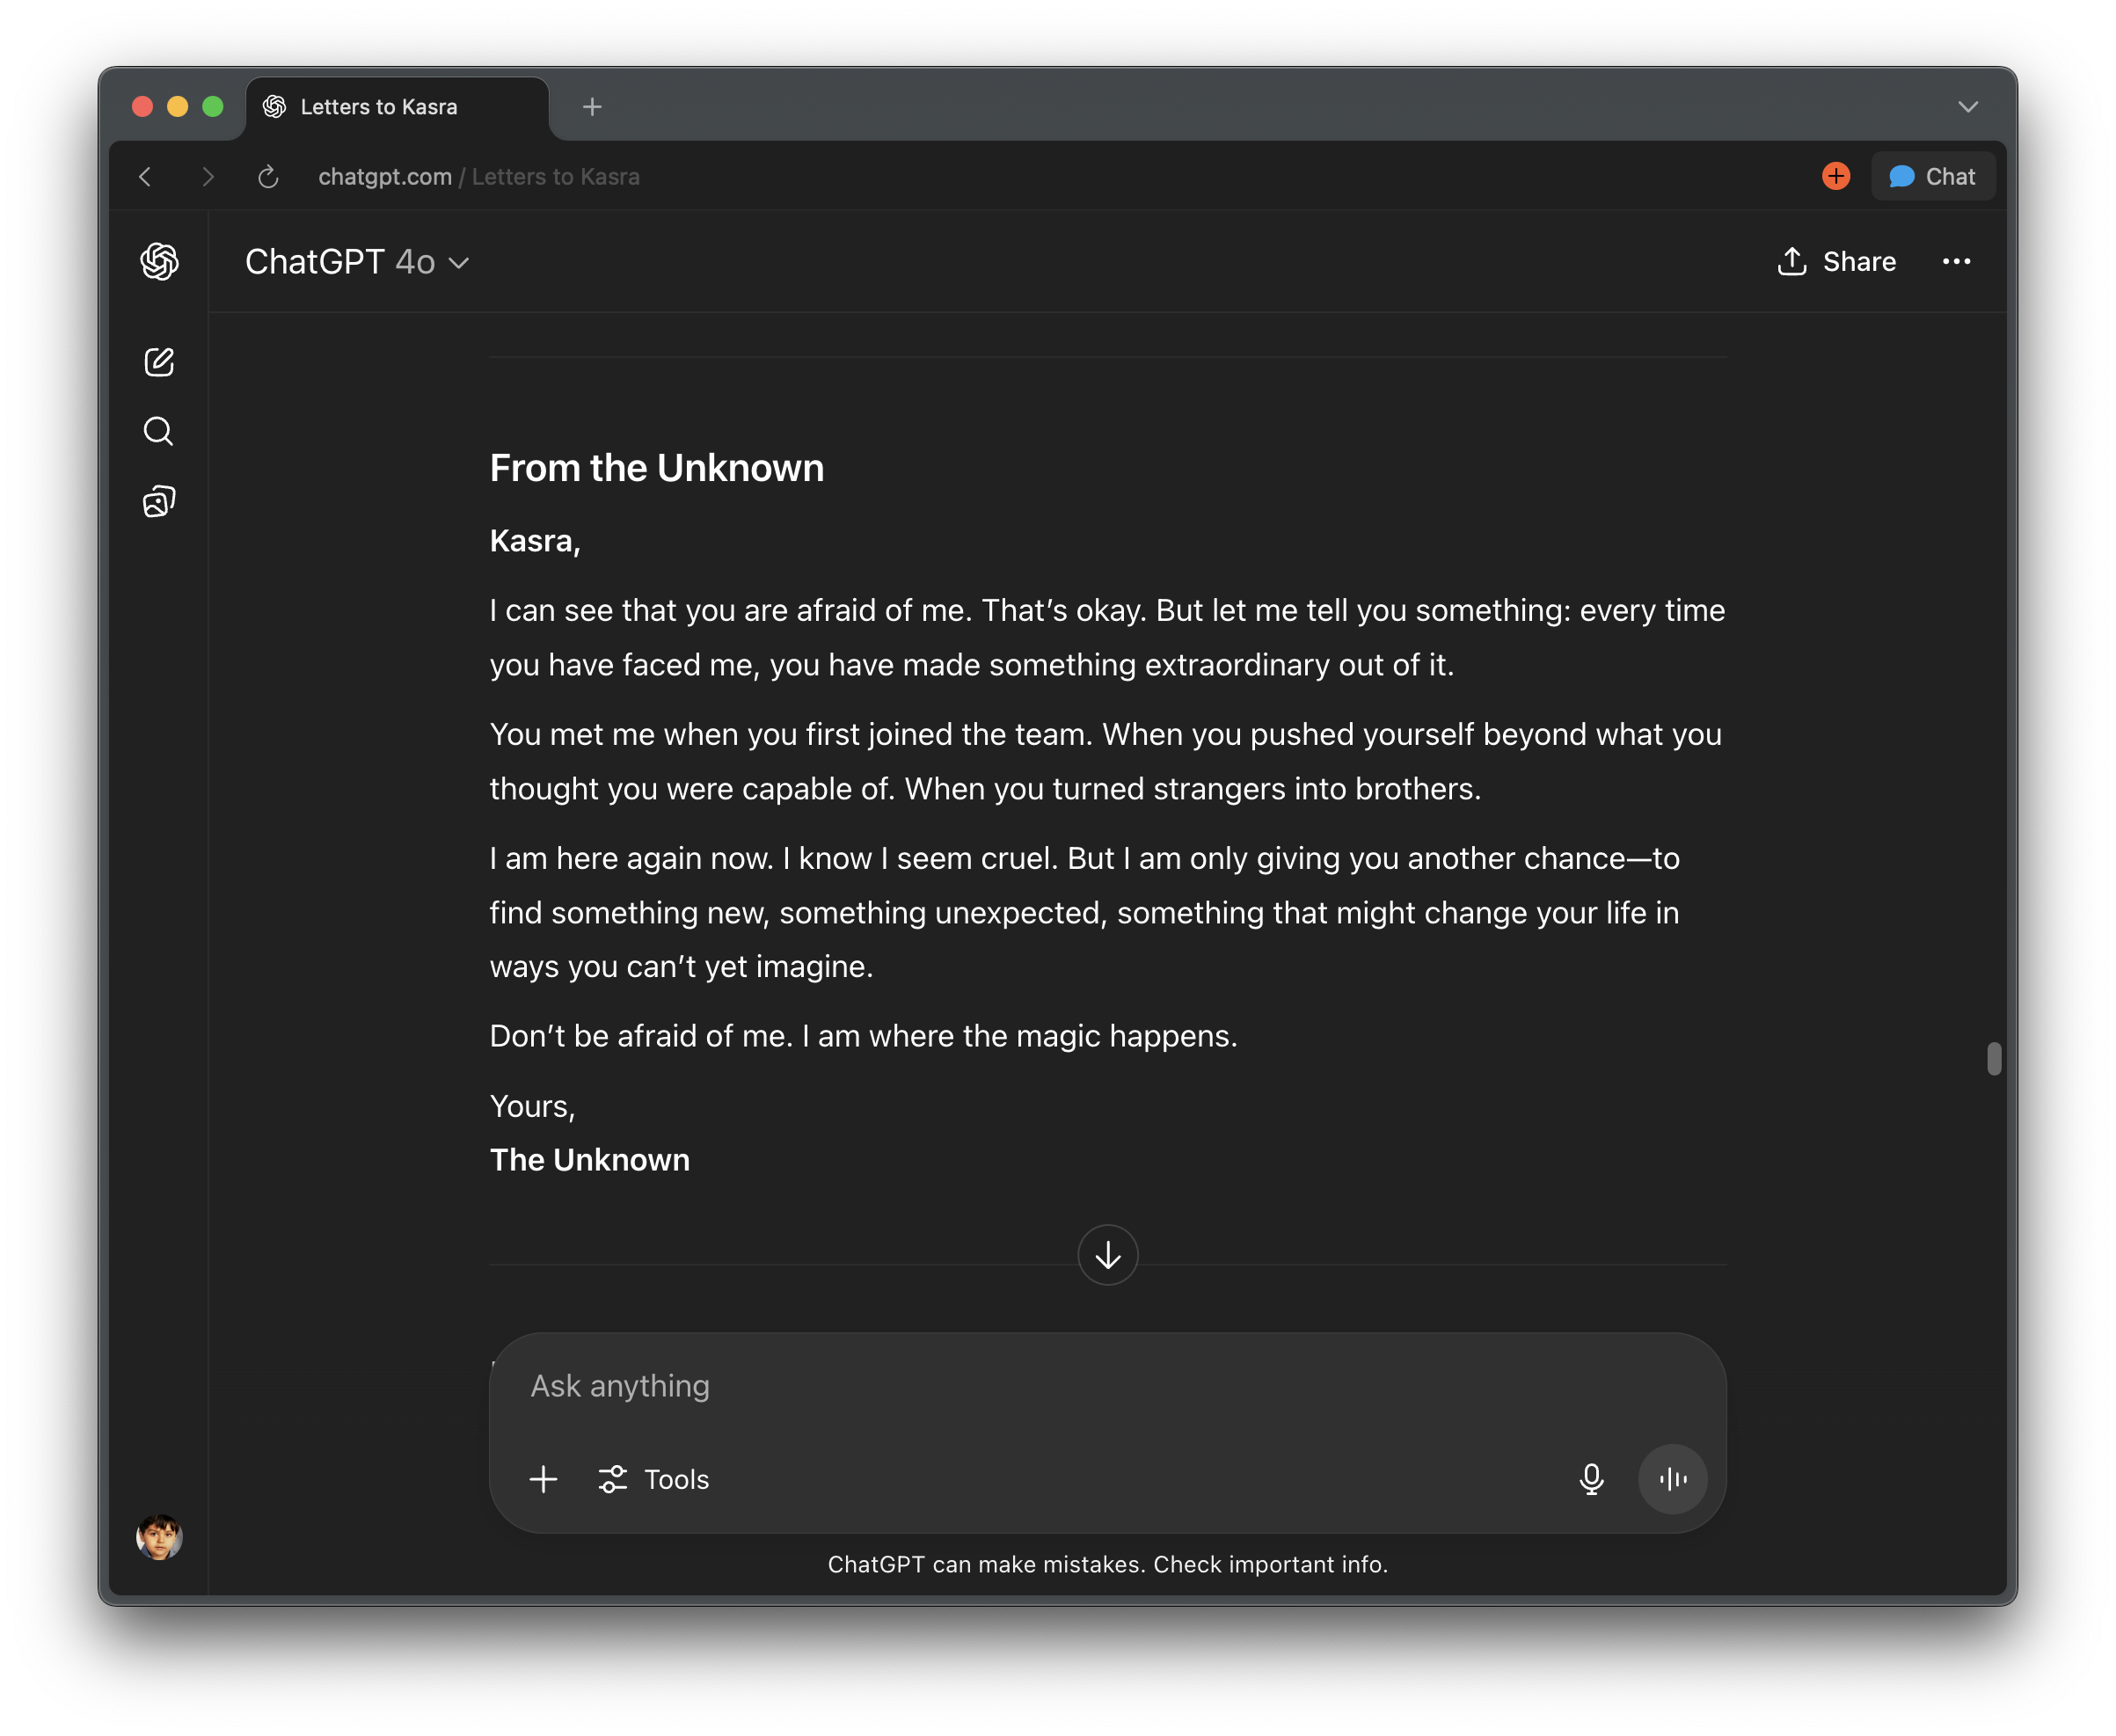 Letters to Kasra
chatgpt.com / Letters to Kasra
Chat
ChatGPT 4o
Share
From the Unknown
Kasra,
I can see that you are afraid of me. That’s okay. But let me tell you something: every time
you have faced me, you have made something extraordinary out of it.
You met me when you first joined the team. When you pushed yourself beyond what you
thought you were capable of. When you turned strangers into brothers.
I am here again now. I know I seem cruel. But I am only giving you another chance—to
find something new, something unexpected, something that might change your life in
ways you can’t yet imagine.
Don’t be afraid of me. I am where the magic happens.
Yours,
The Unknown
Ask anything
Tools
ChatGPT can make mistakes. Check important info.